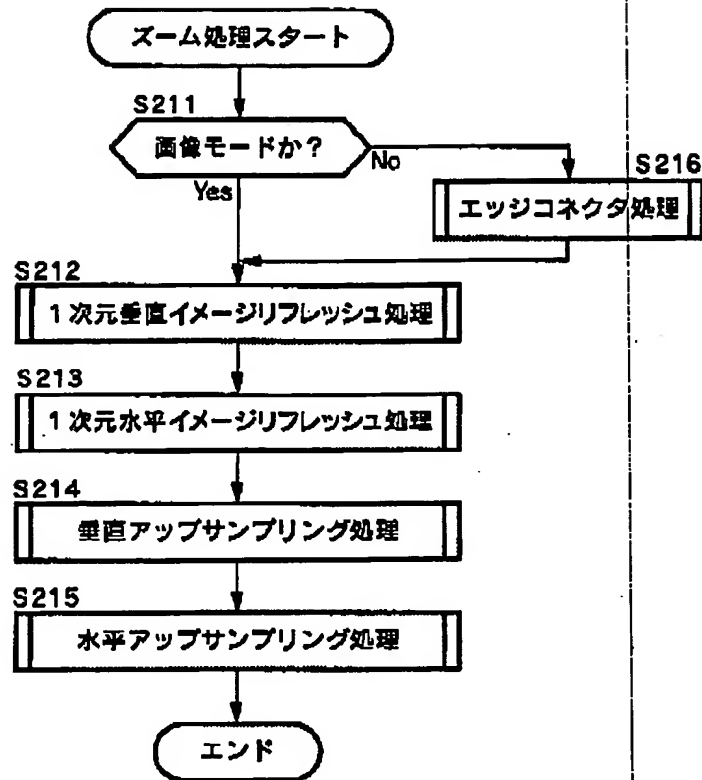 ズーム処理スタート
S211
画像モードか？
No
Yes
S216
エッジコネクタ処理
S212
1次元垂直イメージリフレッシュ処理
S213
1次元水平イメージリフレッシュ処理
S214
垂直アップサンプリング処理
S215
水平アップサンプリング処理
エンド